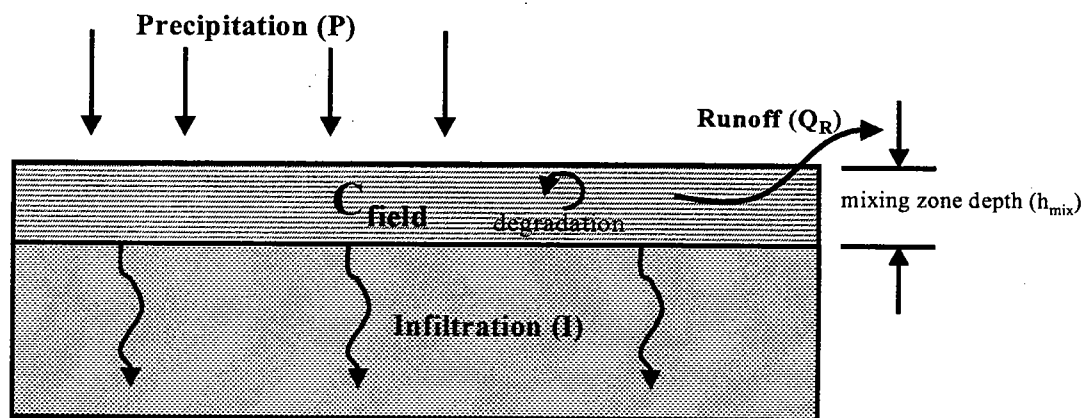 Precipitation (P)
Runoff (Q_R)
C_field
degradation
mixing zone depth (h_mix)
Infiltration (I)